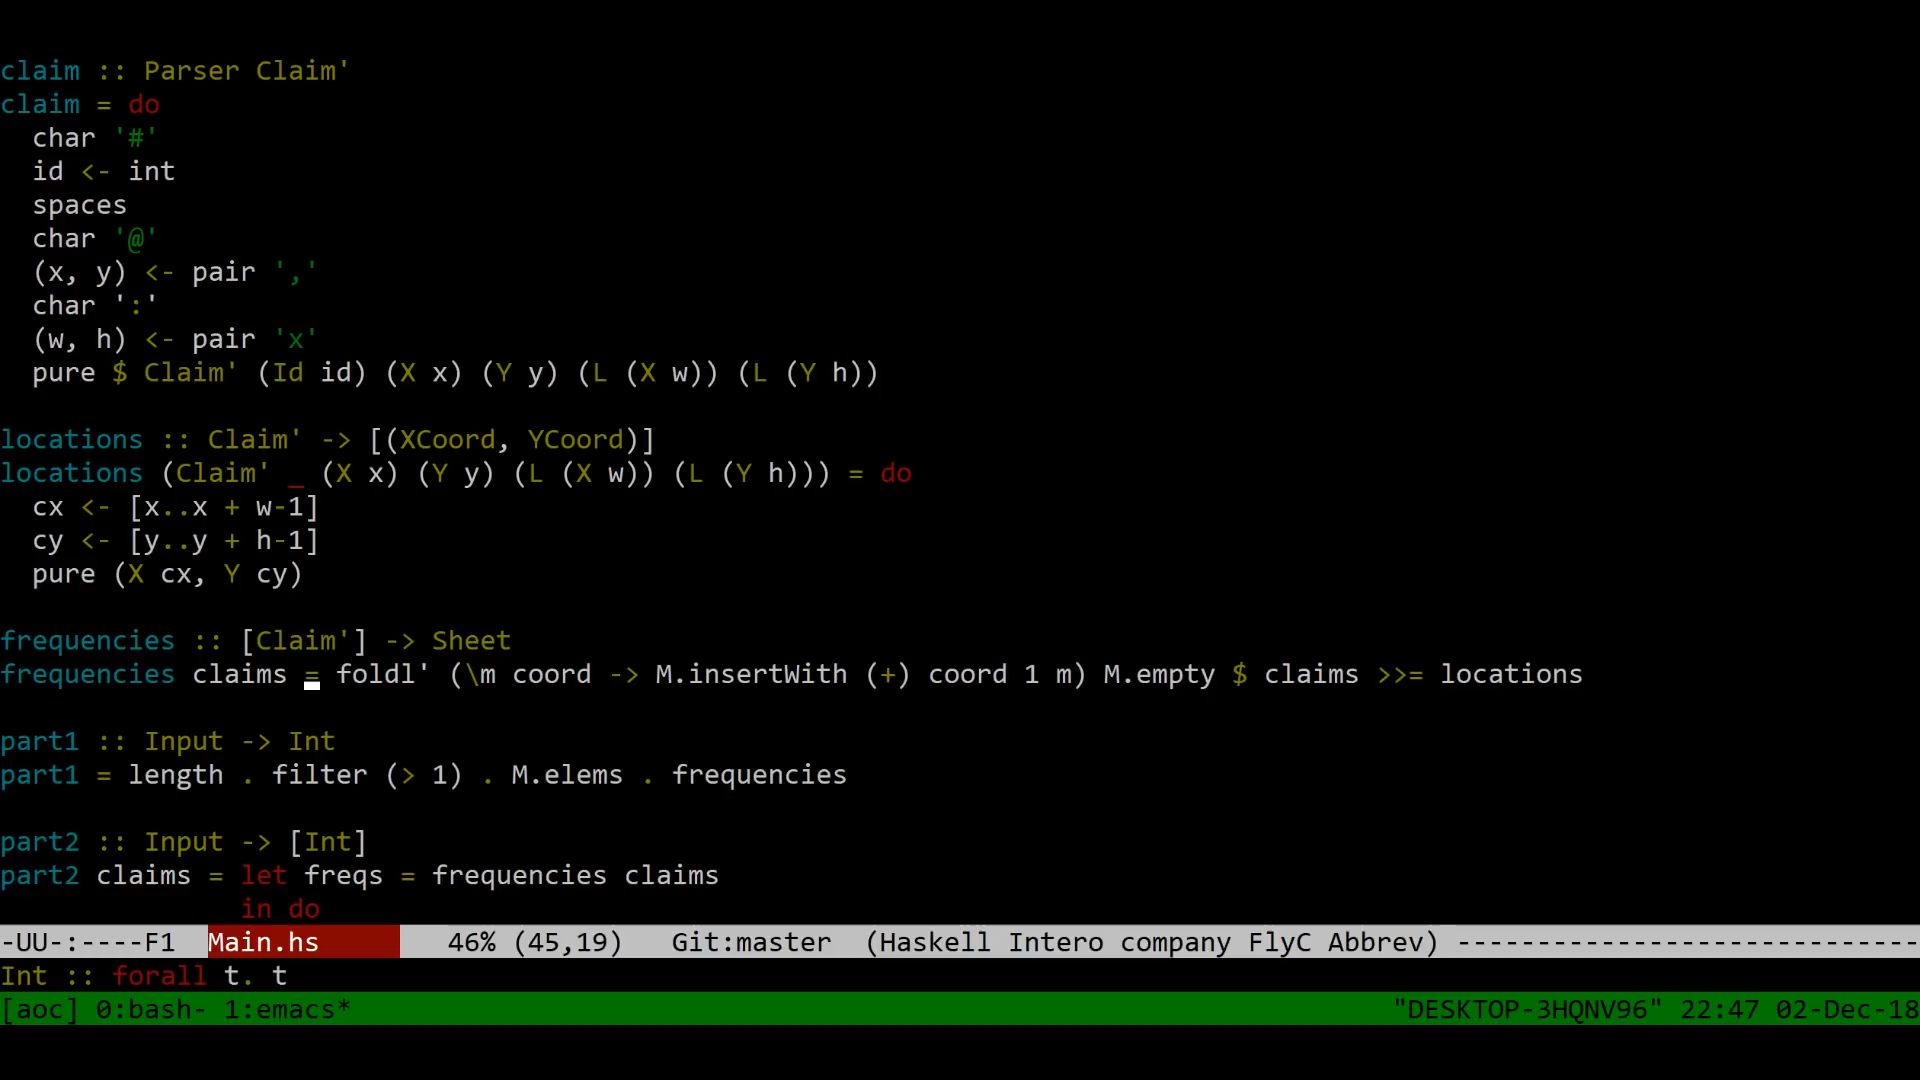 claim :: Parser Claim'
claim = do
  char '#'
  id <- int
  spaces
  char '@'
  (x, y) <- pair ','
  char ':'
  (w, h) <- pair 'x'
  pure $ Claim' (Id id) (X x) (Y y) (L (X w)) (L (Y h))

locations :: Claim' -> [(XCoord, YCoord)]
locations (Claim' _ (X x) (Y y) (L (X w)) (L (Y h))) = do
  cx <- [x..x + w-1]
  cy <- [y..y + h-1]
  pure (X cx, Y cy)

frequencies :: [Claim'] -> Sheet
frequencies claims = foldl' (\m coord -> M.insertWith (+) coord 1 m) M.empty $ claims >>= locations

part1 :: Input -> Int
part1 = length . filter (> 1) . M.elems . frequencies

part2 :: Input -> [Int]
part2 claims = let freqs = frequencies claims
               in do
-UU-:----F1  Main.hs        46% (45,19)   Git:master  (Haskell Intero company FlyC Abbrev) -----------------------------
Int :: forall t. t
[aoc] 0:bash- 1:emacs* "DESKTOP-3HQNV96" 22:47 02-Dec-18